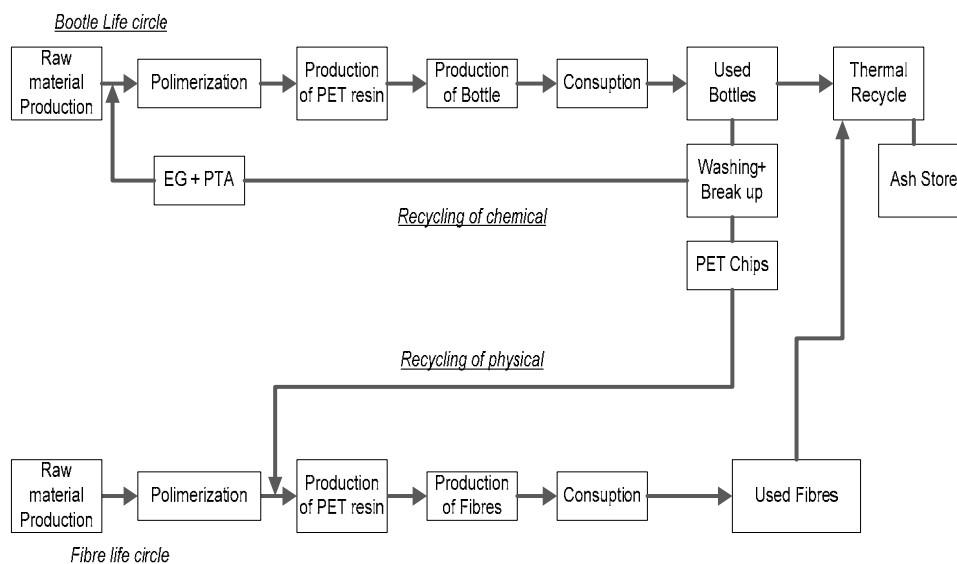 Bootle Life circle
Raw
material
Production
Polimerization
Production
of PET resin
Production
of Bottle
Consuption
Used
Bottles
Thermal
Recycle
EG + PTA
Washing+
Break up
Ash Store
Recycling of chemical
PET Chips
Recycling of physical
Raw
material
Production
Polimerization
Production
of PET resin
Production
of Fibres
Consuption
Used Fibres
Fibre life circle